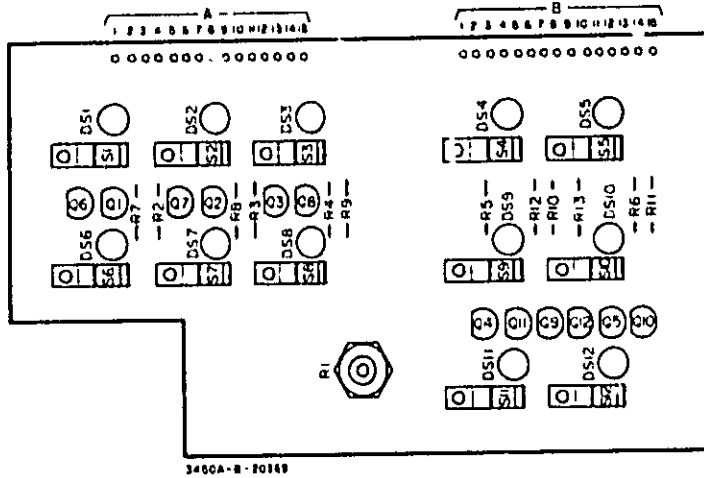 A B
1 2 3 4 5 6 7 8 9 10 11 12 13 14 15 1 2 3 4 5 6 7 8 9 10 11 12 13 14 15
DS1 DS2 DS3 DS4 DS5
S1 S2 S3 S4 S5
Q6 Q1 R7 R2 Q7 Q2 R8 R3 Q3 Q8 R4 R9 R5 DS9 R12 R10 R13 DS10 R6 R11
DS6 DS7 DS8
S6 S7 S8 S9
Q4 Q11 Q9 Q12 Q5 Q10
R1 DS11 DS12
S11 S12
3460A-B-20369